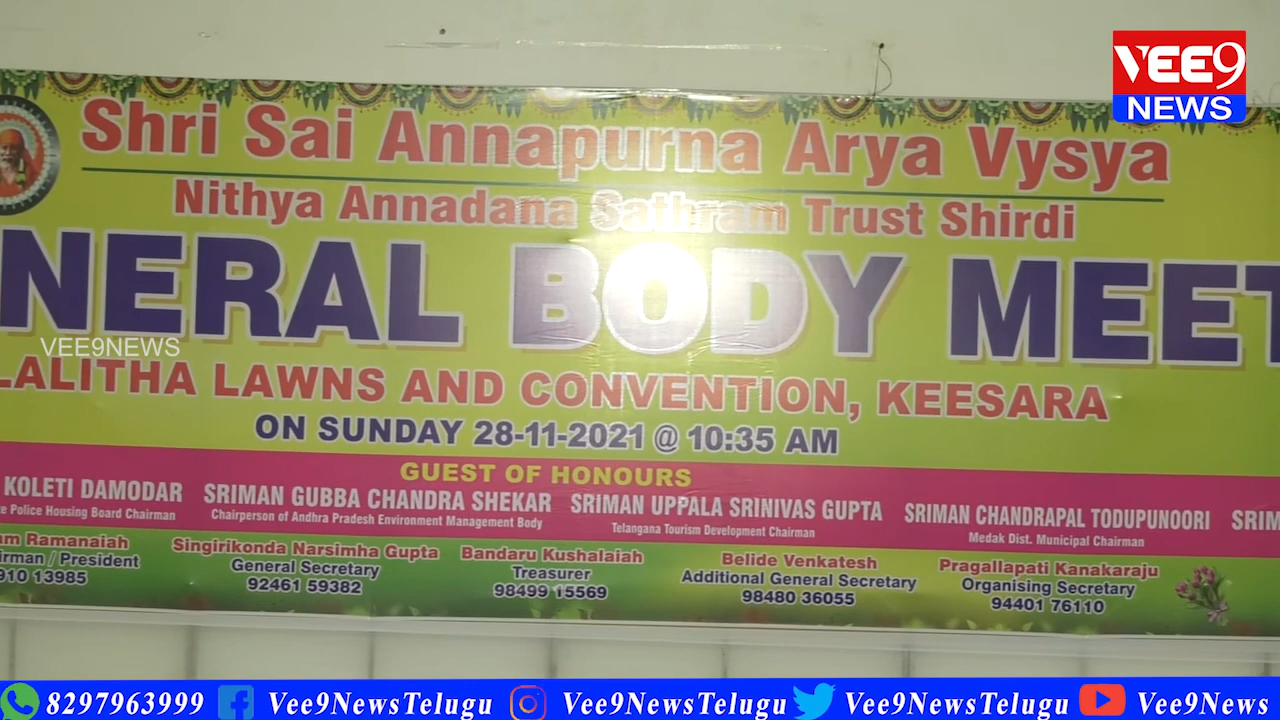 VEE9
NEWS
Shri Sai Annapurna Arya Vysya
Nithya Annadana Sathram Trust Shirdi
NERAL BODY MEET
VEE9NEWS
LALITHA LAWNS AND CONVENTION, KEESARA
ON SUNDAY 28-11-2021 @ 10:35 AM
GUEST OF HONOURS
KOLETI DAMODAR SRIMAN GUBBA CHANDRA SHEKAR SRIMAN UPPALA SRINIVAS GUPTA SRIMAN CHANDRAPAL TODUPUNOORI SRIM
Police Housing Board Chairman Chairperson of Andhra Pradesh Environment Management Body Telangana Tourism Development Chairman Medak Dist. Municipal Chairman
am Ramanaiah Singirikonda Narsimha Gupta Bandaru Kushalaiah Belide Venkatesh Pragallapati Kanakaraju
irman / President General Secretary Treasurer Additional General Secretary Organising Secretary
910 13985 92461 59382 98499 15569 98480 36055 94401 76110
8297963999 Vee9NewsTelugu Vee9NewsTelugu Vee9NewsTelugu Vee9 News